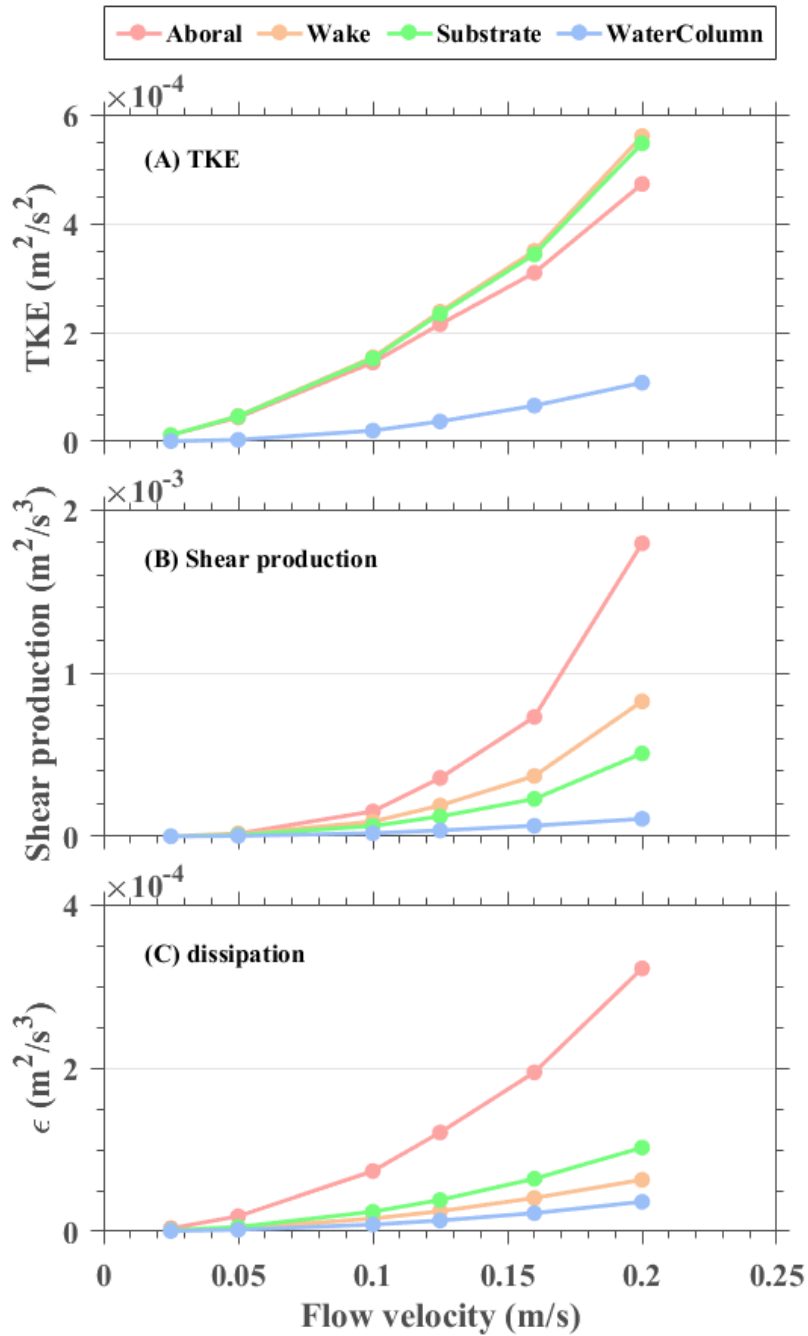 Aboral Wake Substrate WaterColumn
×10^-4
6
(A) TKE
4
TKE (m^2/s^2)
2
0
×10^-3
2
(B) Shear production
Shear production (m^2/s^3)
1
0
×10^-4
4
(C) dissipation
ϵ (m^2/s^3)
2
0
0 0.05 0.1 0.15 0.2 0.25
Flow velocity (m/s)